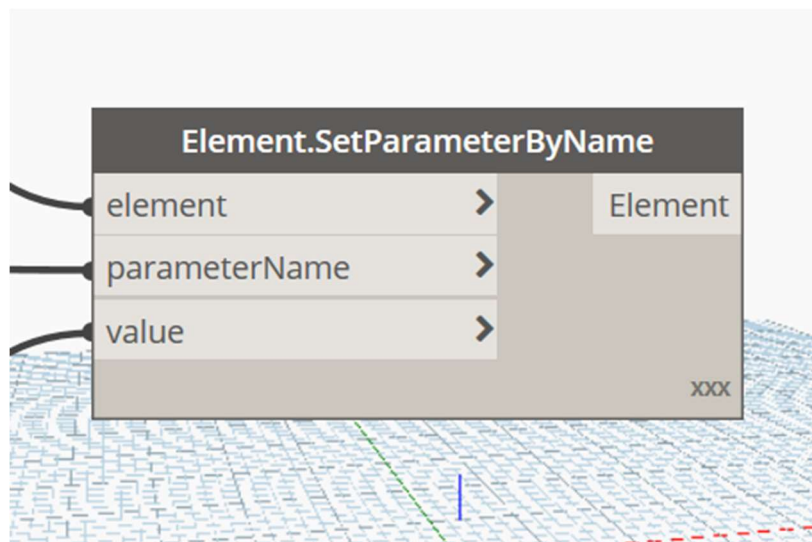 Element.SetParameterByName
element
Element
parameterName
value
xxx